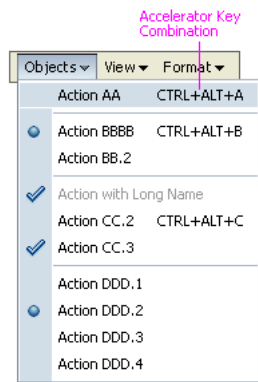 Accelerator Key
Combination
Objects View Format
Action AA CTRL+ALT+A
Action BBBB CTRL+ALT+B
Action BB.2
Action with Long Name
Action CC.2 CTRL+ALT+C
Action CC.3
Action DDD.1
Action DDD.2
Action DDD.3
Action DDD.4